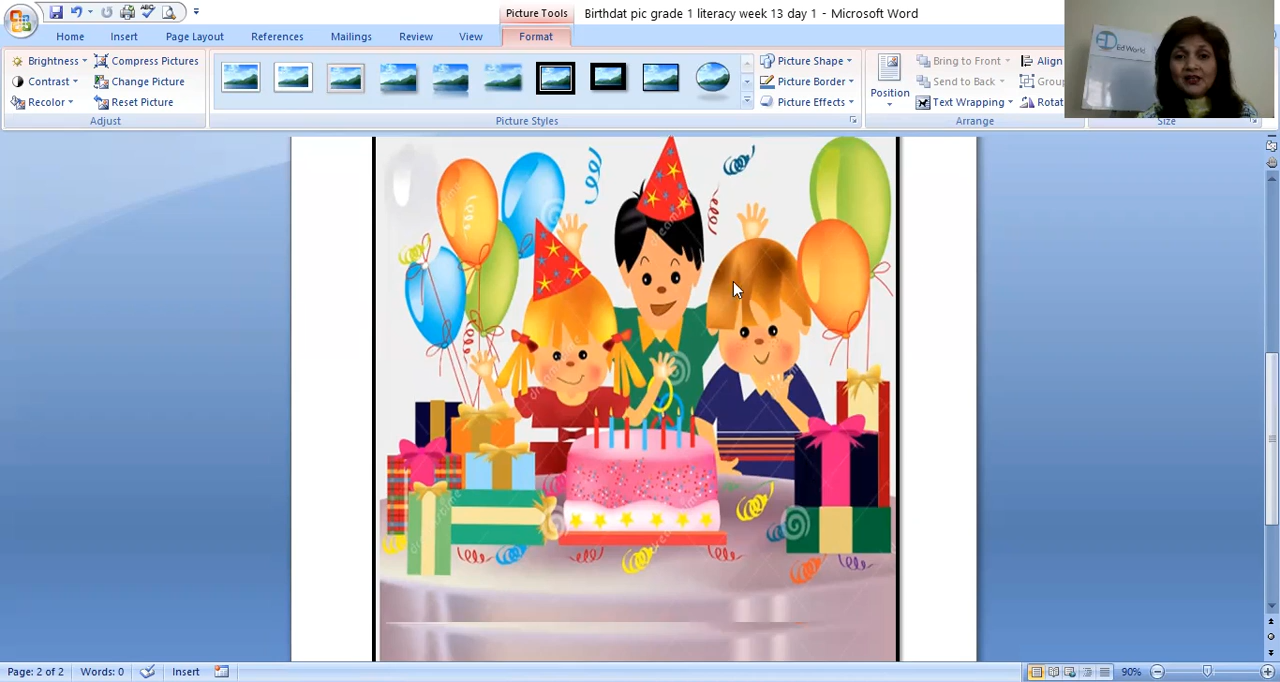 Picture Tools
Birthdat pic grade 1 literacy week 13 day 1 - Microsoft Word
Home Insert Page Layout References Mailings Review View Format
Brightness Compress Pictures
Contrast Change Picture
Recolor Reset Picture
Adjust
Picture Styles
Picture Shape
Picture Border
Picture Effects
Position
Bring to Front
Send to Back
Text Wrapping
Align
Group
Rotat
Arrange
Size
Ed World
Page: 2 of 2 Words: 0 Insert 90%